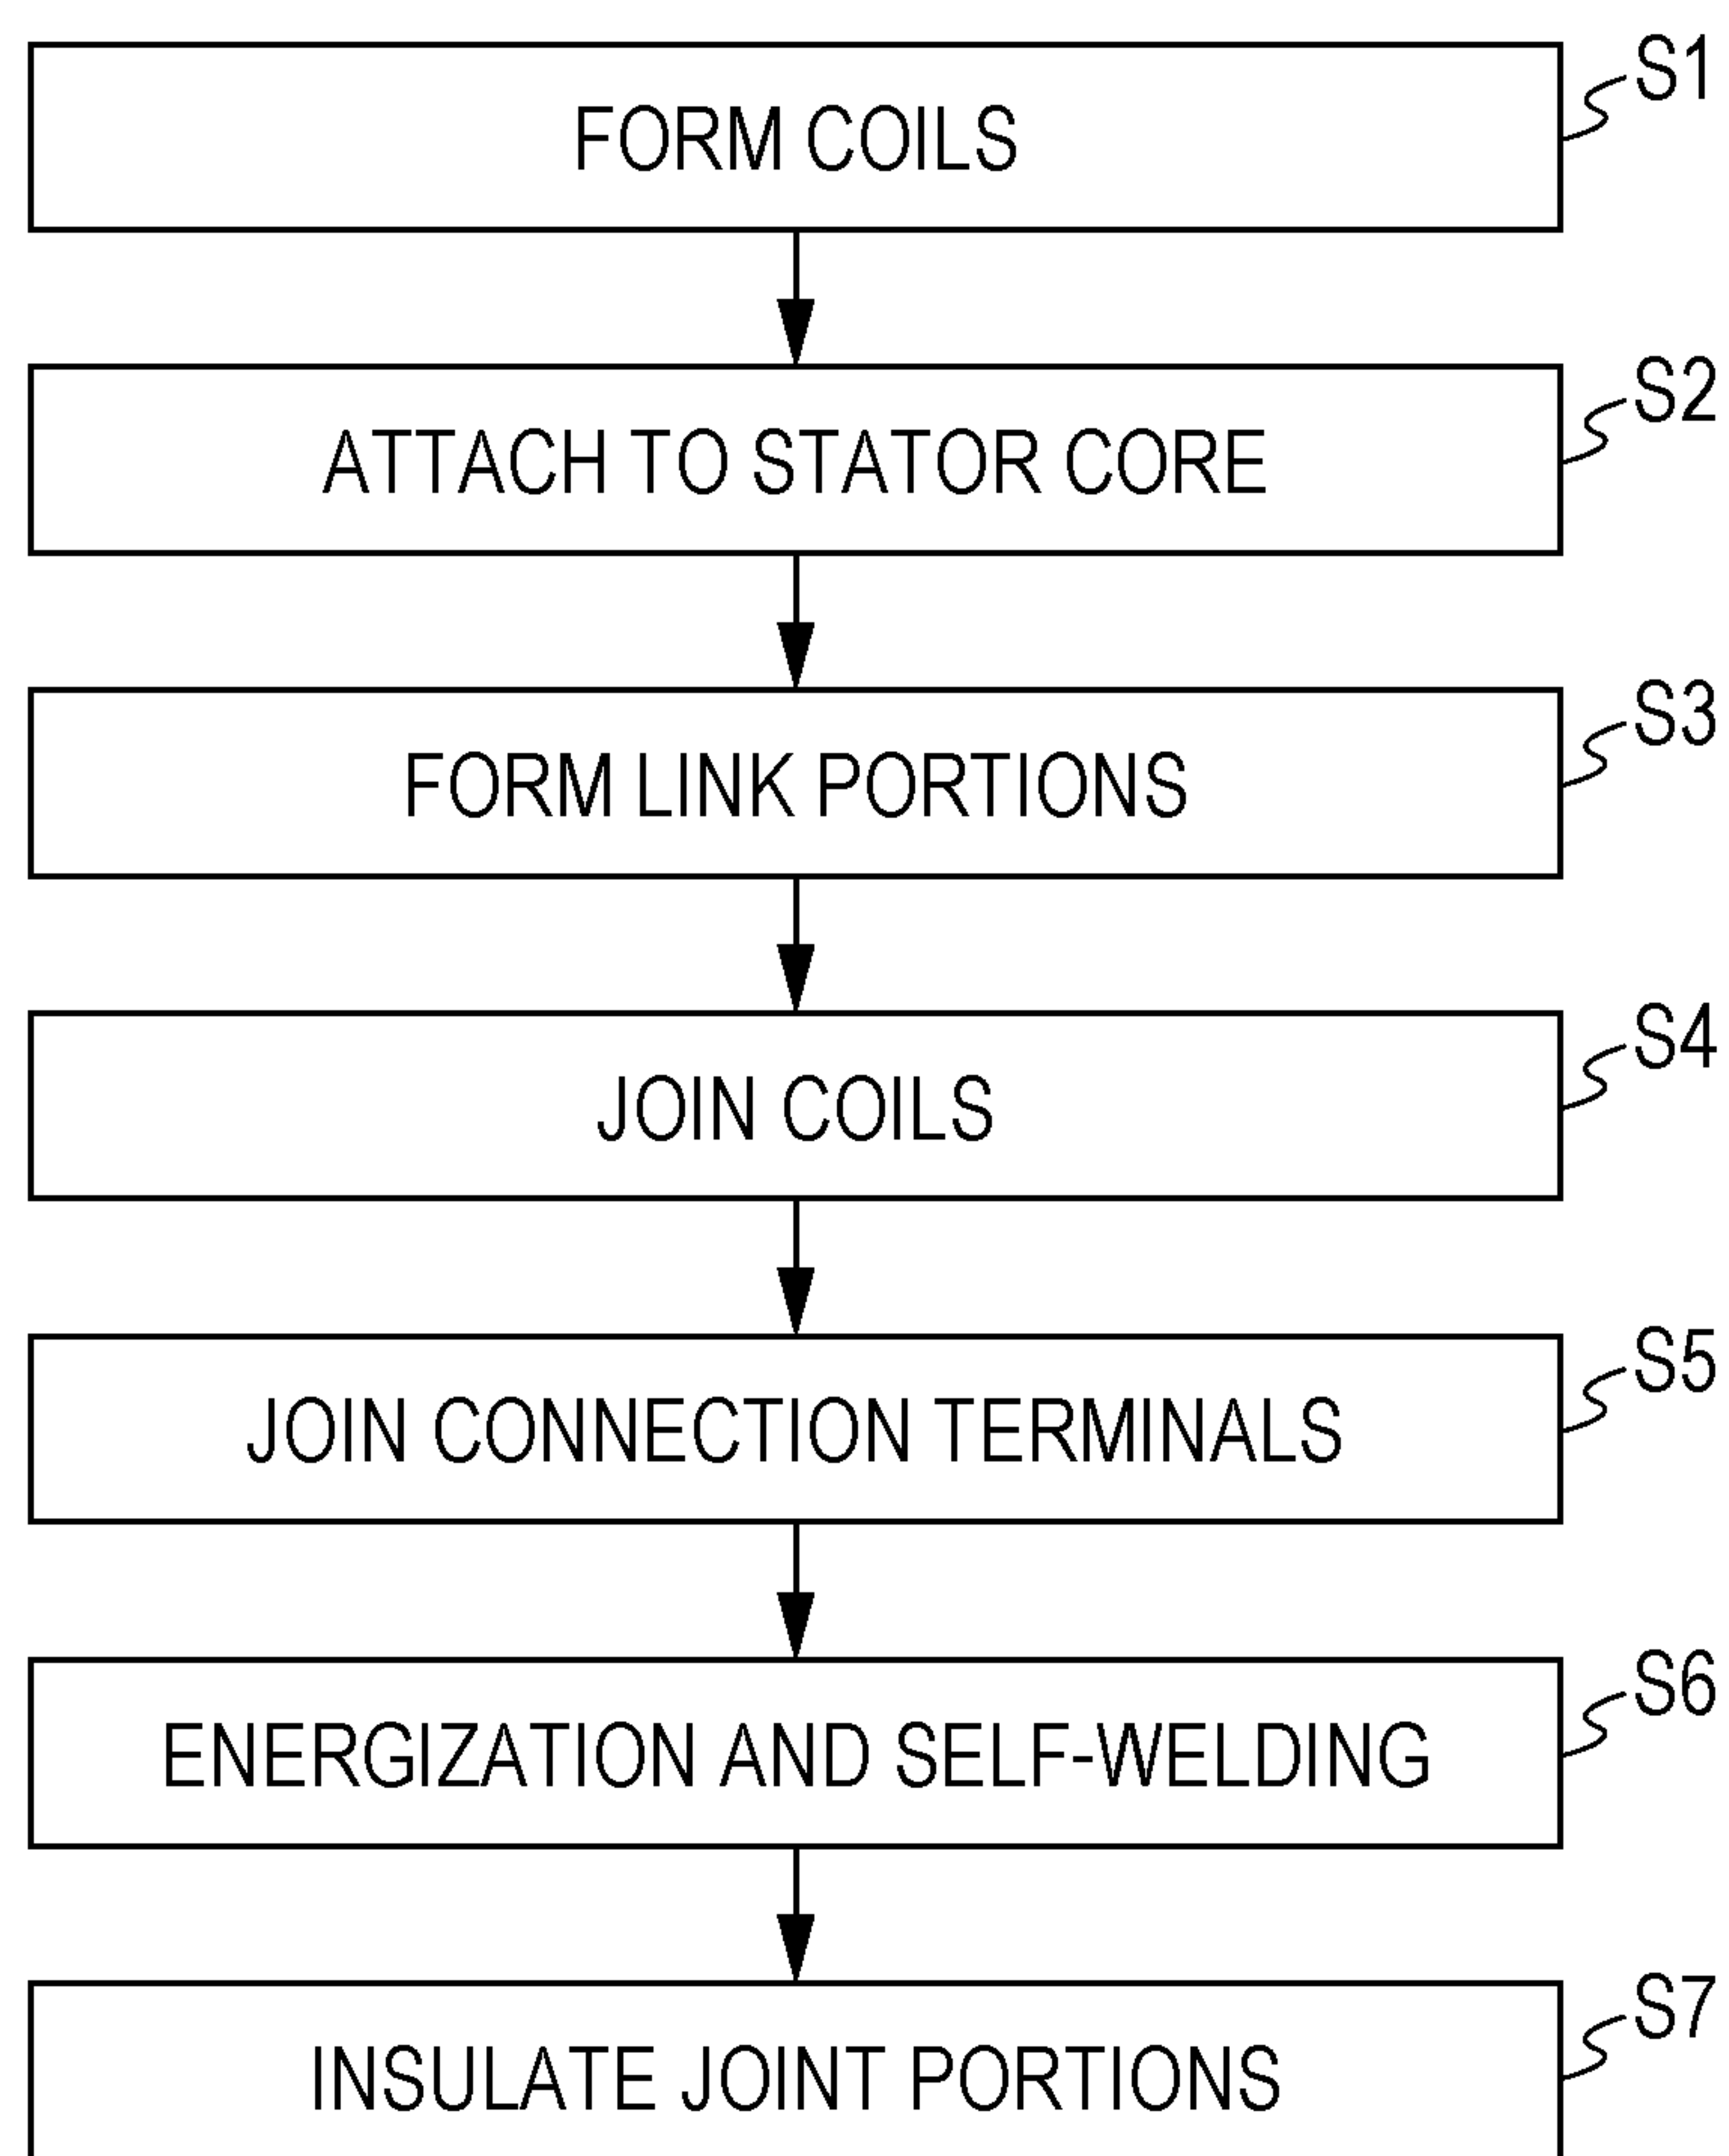 FORM COILS
S1
ATTACH TO STATOR CORE
S2
FORM LINK PORTIONS
S3
JOIN COILS
S4
JOIN CONNECTION TERMINALS
S5
ENERGIZATION AND SELF-WELDING
S6
INSULATE JOINT PORTIONS
S7